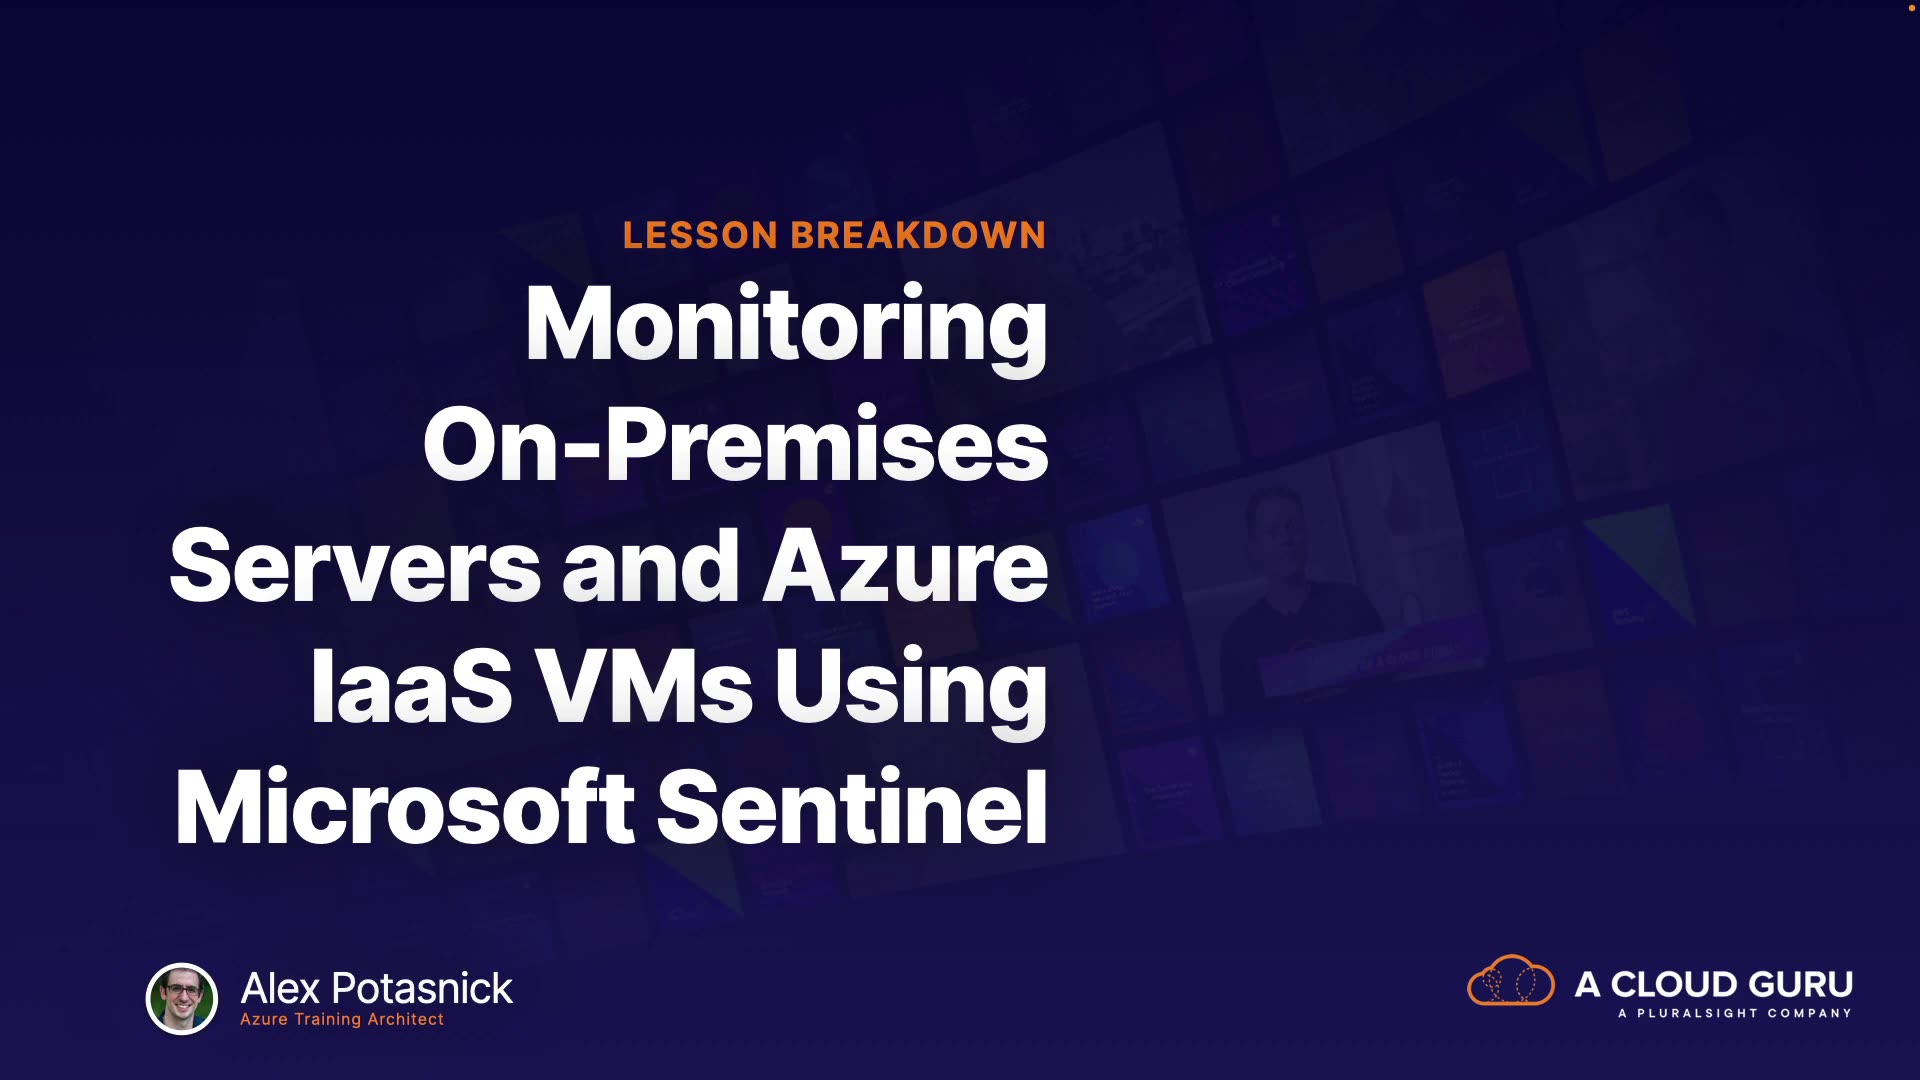 LESSON BREAKDOWN
Monitoring
On-Premises
Servers and Azure
IaaS VMs Using
Microsoft Sentinel
Alex Potasnick
Azure Training Architect
A CLOUD GURU
A PLURALSIGHT COMPANY